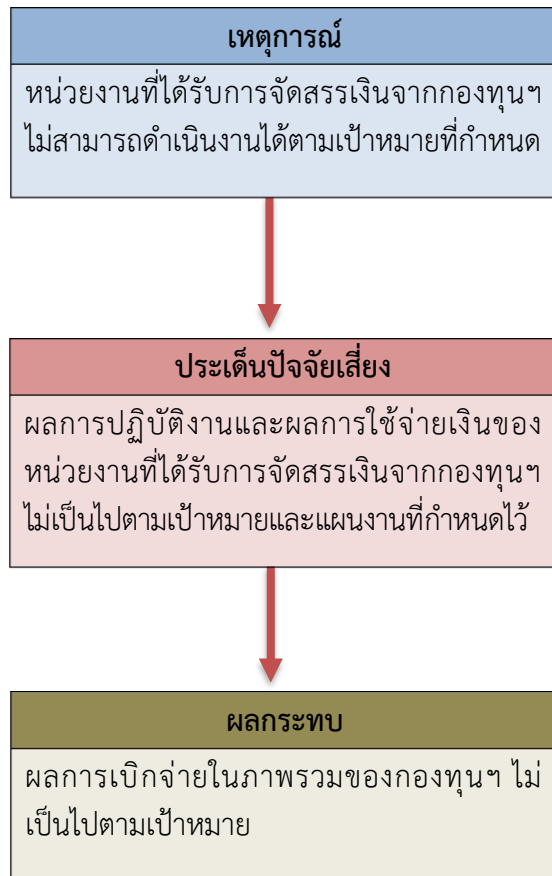 เหตุการณ์
หน่วยงานที่ได้รับการจัดสรรเงินจากกองทุนฯ
ไม่สามารถดำเนินงานได้ตามเป้าหมายที่กำหนด
ประเด็นปัจจัยเสี่ยง
ผลการปฏิบัติงานและผลการใช้จ่ายเงินของ
หน่วยงานที่ได้รับการจัดสรรเงินจากกองทุนฯ
ไม่เป็นไปตามเป้าหมายและแผนงานที่กำหนดไว้
ผลกระทบ
ผลการเบิกจ่ายในภาพรวมของกองทุนฯ ไม่
เป็นไปตามเป้าหมาย